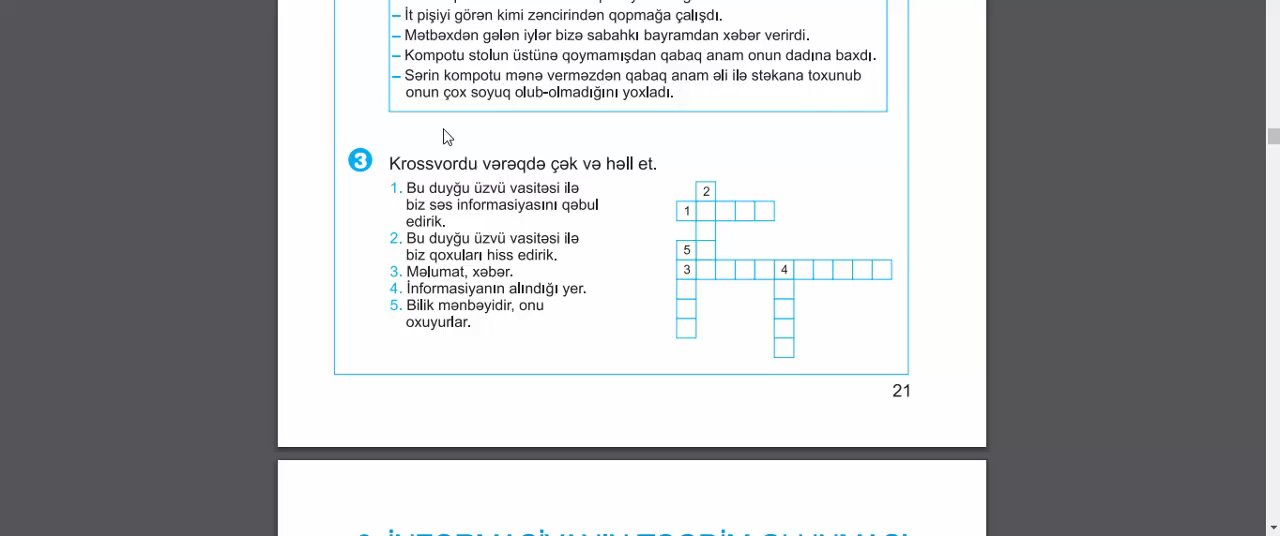 – İt pişiyi görən kimi zəncirindən qopmağa çalışdı.
– Mətbəxdən gələn iylər bizə sabahkı bayramdan xəbər verirdi.
– Kompotu stolun üstünə qoymamışdan qabaq anam onun dadına baxdı.
– Sərin kompotu mənə verməzdən qabaq anam əli ilə stəkana toxunub
onun çox soyuq olub-olmadığını yoxladı.
3 Krossvordu vərəqdə çək və həll et.
1. Bu duyğu üzvü vasitəsi ilə
biz səs informasiyasını qəbul
edirik.
2. Bu duyğu üzvü vasitəsi ilə
biz qoxuları hiss edirik.
3. Məlumat, xəbər.
4. İnformasiyanın alındığı yer.
5. Bilik mənbəyidir, onu
oxuyurlar.
2
1
5
3 4
21